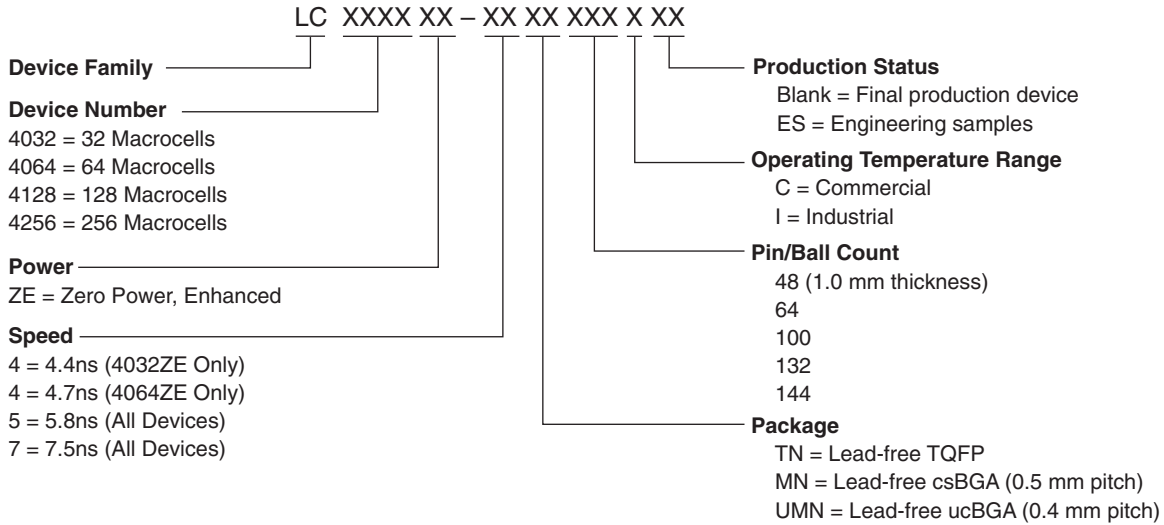 LC XXXX XX – XX XX XXX X XX
Device Family
Device Number
4032 = 32 Macrocells
4064 = 64 Macrocells
4128 = 128 Macrocells
4256 = 256 Macrocells
Power
ZE = Zero Power, Enhanced
Speed
4 = 4.4ns (4032ZE Only)
4 = 4.7ns (4064ZE Only)
5 = 5.8ns (All Devices)
7 = 7.5ns (All Devices)
Production Status
Blank = Final production device
ES = Engineering samples
Operating Temperature Range
C = Commercial
I = Industrial
Pin/Ball Count
48 (1.0 mm thickness)
64
100
132
144
Package
TN = Lead-free TQFP
MN = Lead-free csBGA (0.5 mm pitch)
UMN = Lead-free ucBGA (0.4 mm pitch)